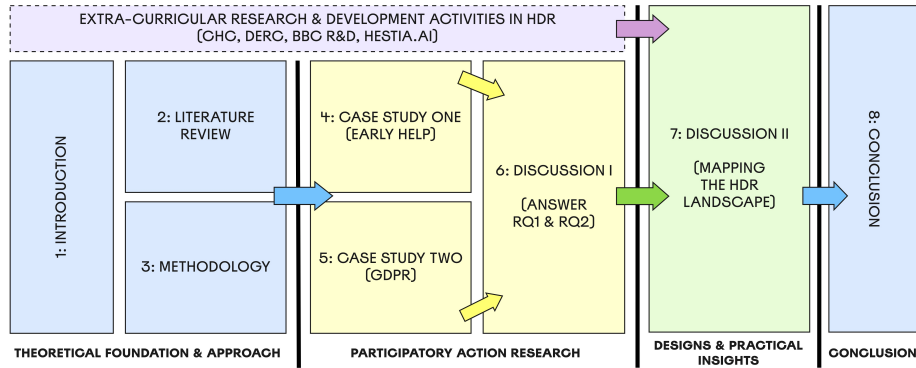 EXTRA-CURRICULAR RESEARCH & DEVELOPMENT ACTIVITIES IN HDR
(CHC, DERC, BBC R&D, HESTIA.AI)
1: INTRODUCTION
2: LITERATURE
REVIEW
3: METHODOLOGY
4: CASE STUDY ONE
(EARLY HELP)
5: CASE STUDY TWO
(GDPR)
6: DISCUSSION I
(ANSWER
RQ1 & RQ2)
7: DISCUSSION II
(MAPPING
THE HDR
LANDSCAPE)
8: CONCLUSION
THEORETICAL FOUNDATION & APPROACH
PARTICIPATORY ACTION RESEARCH
DESIGNS & PRACTICAL
INSIGHTS
CONCLUSION